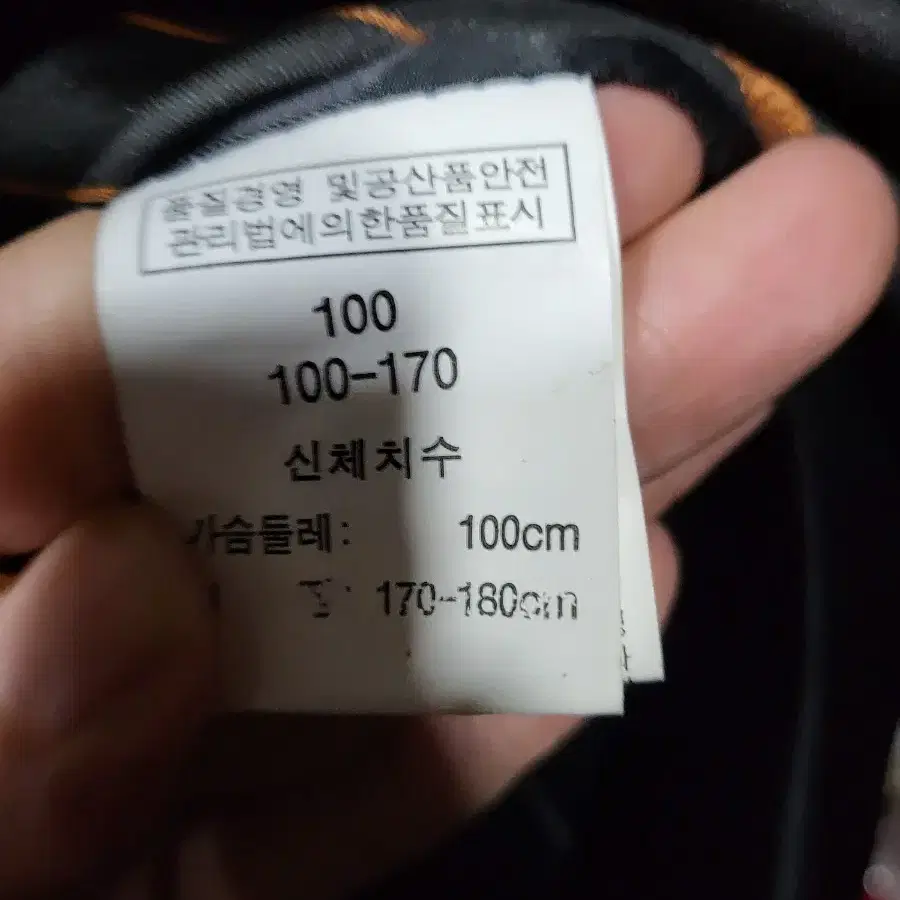 품질경영 및공산품안전
관리법에의한품질표시
100
100-170
신체치수
가슴둘레: 100cm
170-180cm